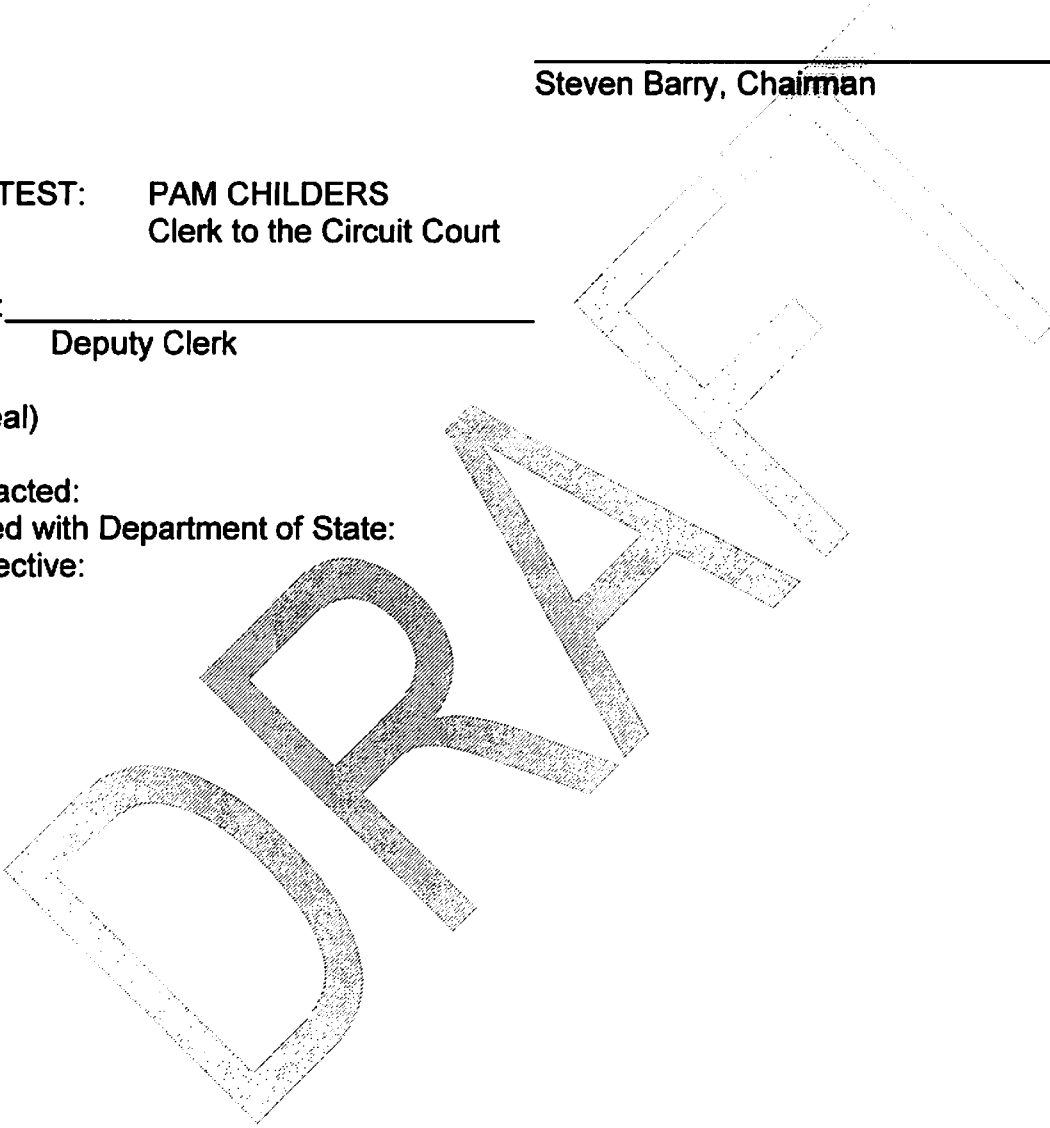 Steven Barry, Chairman
TEST: PAM CHILDERS
Clerk to the Circuit Court
:
Deputy Clerk
eal)
acted:
ed with Department of State:
ective:
DRAFT